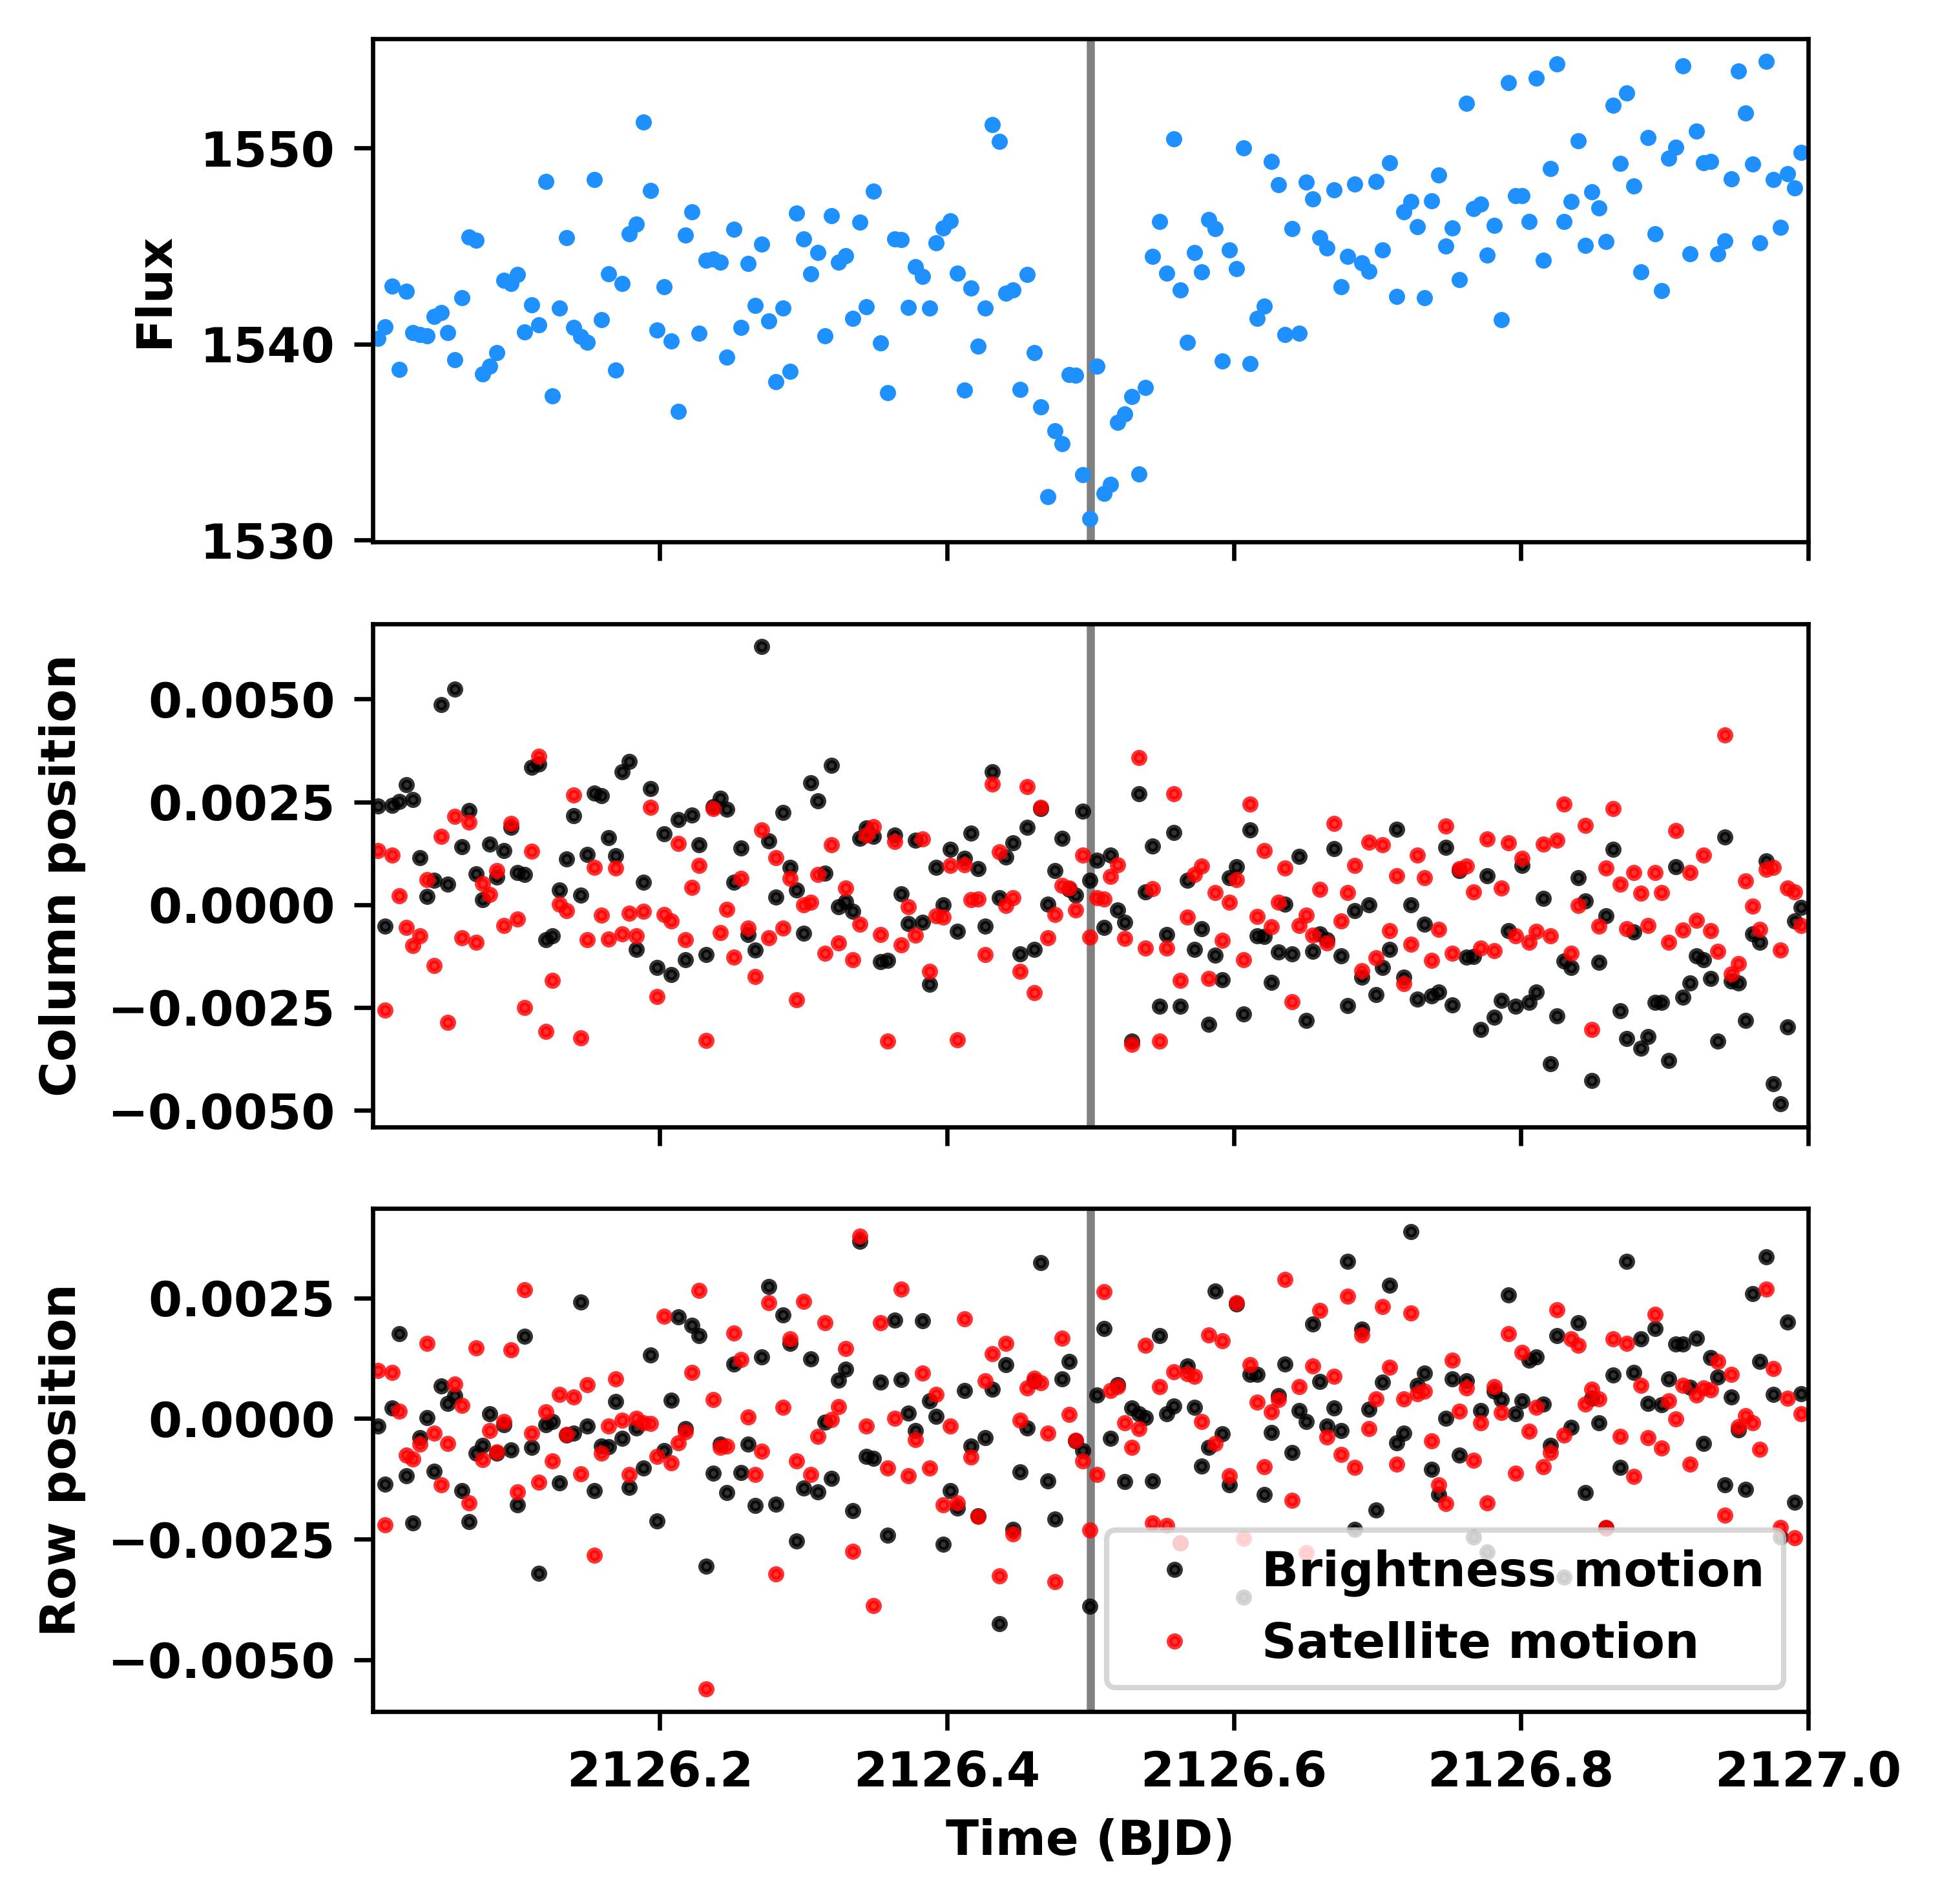 Flux
1550
1540
1530
Column position
0.0050
0.0025
0.0000
−0.0025
−0.0050
Row position
0.0025
0.0000
−0.0025
−0.0050
Brightness motion
Satellite motion
2126.2 2126.4 2126.6 2126.8 2127.0
Time (BJD)